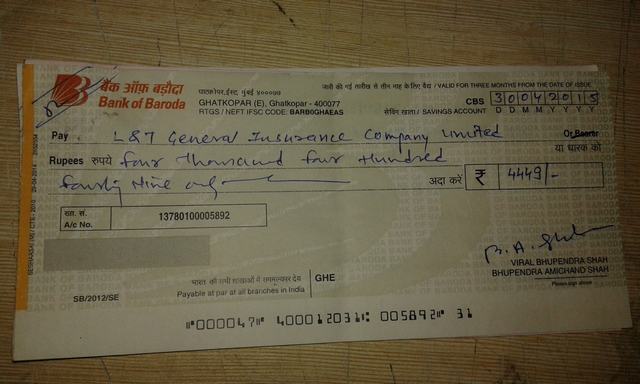 बैंक ऑफ़ बड़ौदा
Bank of Baroda
घाटकोपर,ईस्ट, मुंबई ४०००७७
GHATKOPAR (E), Ghatkopar - 400077
RTGS / NEFT IFSC CODE: BARB0GHAEAS
जारी की गई तारीख से तीन माह के लिए वैध / VALID FOR THREE MONTHS FROM THE DATE OF ISSUE
CBS 30042015
बचत खाता / SAVINGS ACCOUNT D D M M Y Y Y Y
Pay L&T General Insurance Company Limited Or Bearer
या धारक को
Rupees रुपये four Thousand four Hundred
fourty Nine only अदा करें ₹ 4449/-
खा. सं.
A/c No. 13780100005892
VIRAL BHUPENDRA SHAH
BHUPENDRA AMICHAND SHAH
Please sign above
SB/2012/SE
भारत की सभी शाखाओं में सममूल्य पर देय
Payable at par at all branches in India
GHE
⑈000047⑈ 400012031⑆ 005892⑈ 31